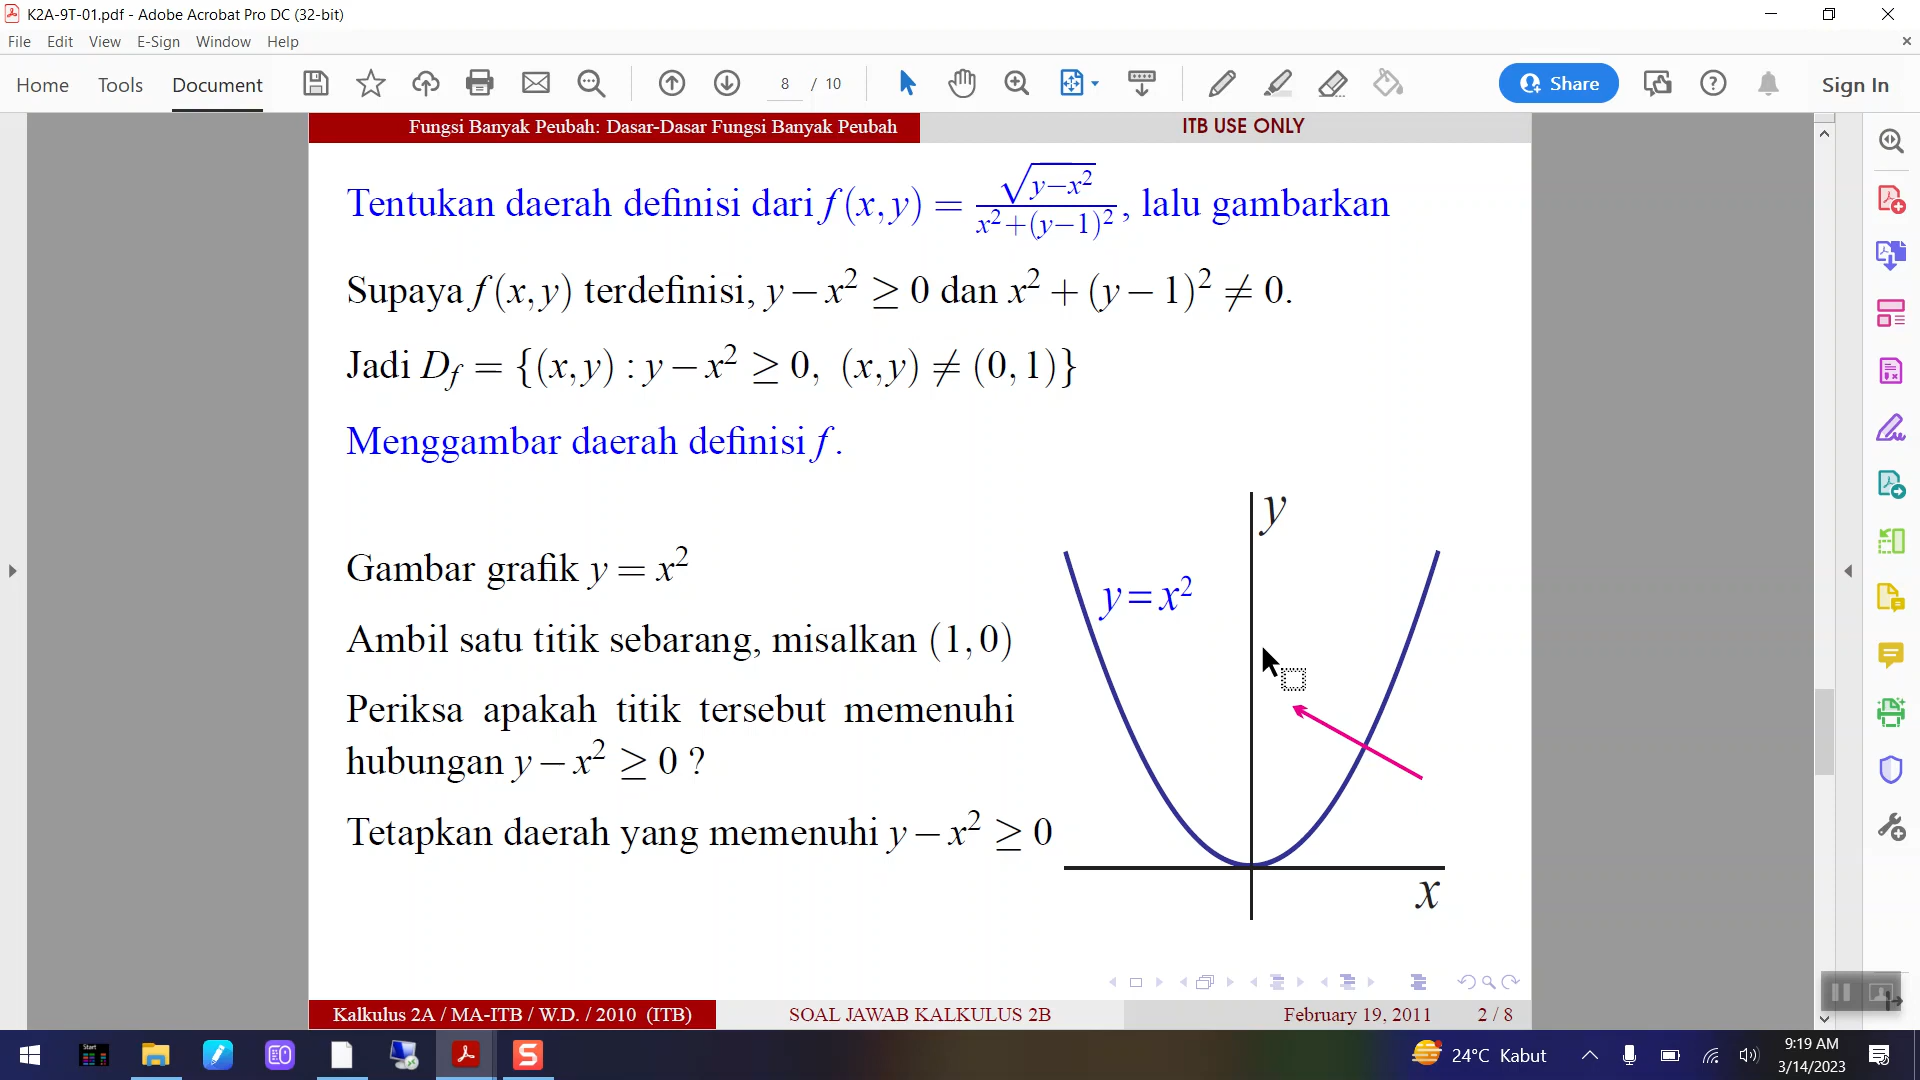 K2A-9T-01.pdf - Adobe Acrobat Pro DC (32-bit)
File Edit View E-Sign Window Help
Home Tools Document 8 / 10 Share Sign In
Fungsi Banyak Peubah: Dasar-Dasar Fungsi Banyak Peubah ITB USE ONLY
Tentukan daerah definisi dari f(x,y) = √(y−x²) / (x²+(y−1)²), lalu gambarkan
Supaya f(x,y) terdefinisi, y − x² ≥ 0 dan x² + (y − 1)² ≠ 0.
Jadi D_f = {(x,y) : y − x² ≥ 0, (x,y) ≠ (0,1)}
Menggambar daerah definisi f.
y
Gambar grafik y = x²
y=x²
Ambil satu titik sebarang, misalkan (1,0)
Periksa apakah titik tersebut memenuhi
hubungan y − x² ≥ 0 ?
Tetapkan daerah yang memenuhi y − x² ≥ 0
x
Kalkulus 2A / MA-ITB / W.D. / 2010 (ITB) SOAL JAWAB KALKULUS 2B February 19, 2011 2 / 8
Start
24°C Kabut
9:19 AM
3/14/2023